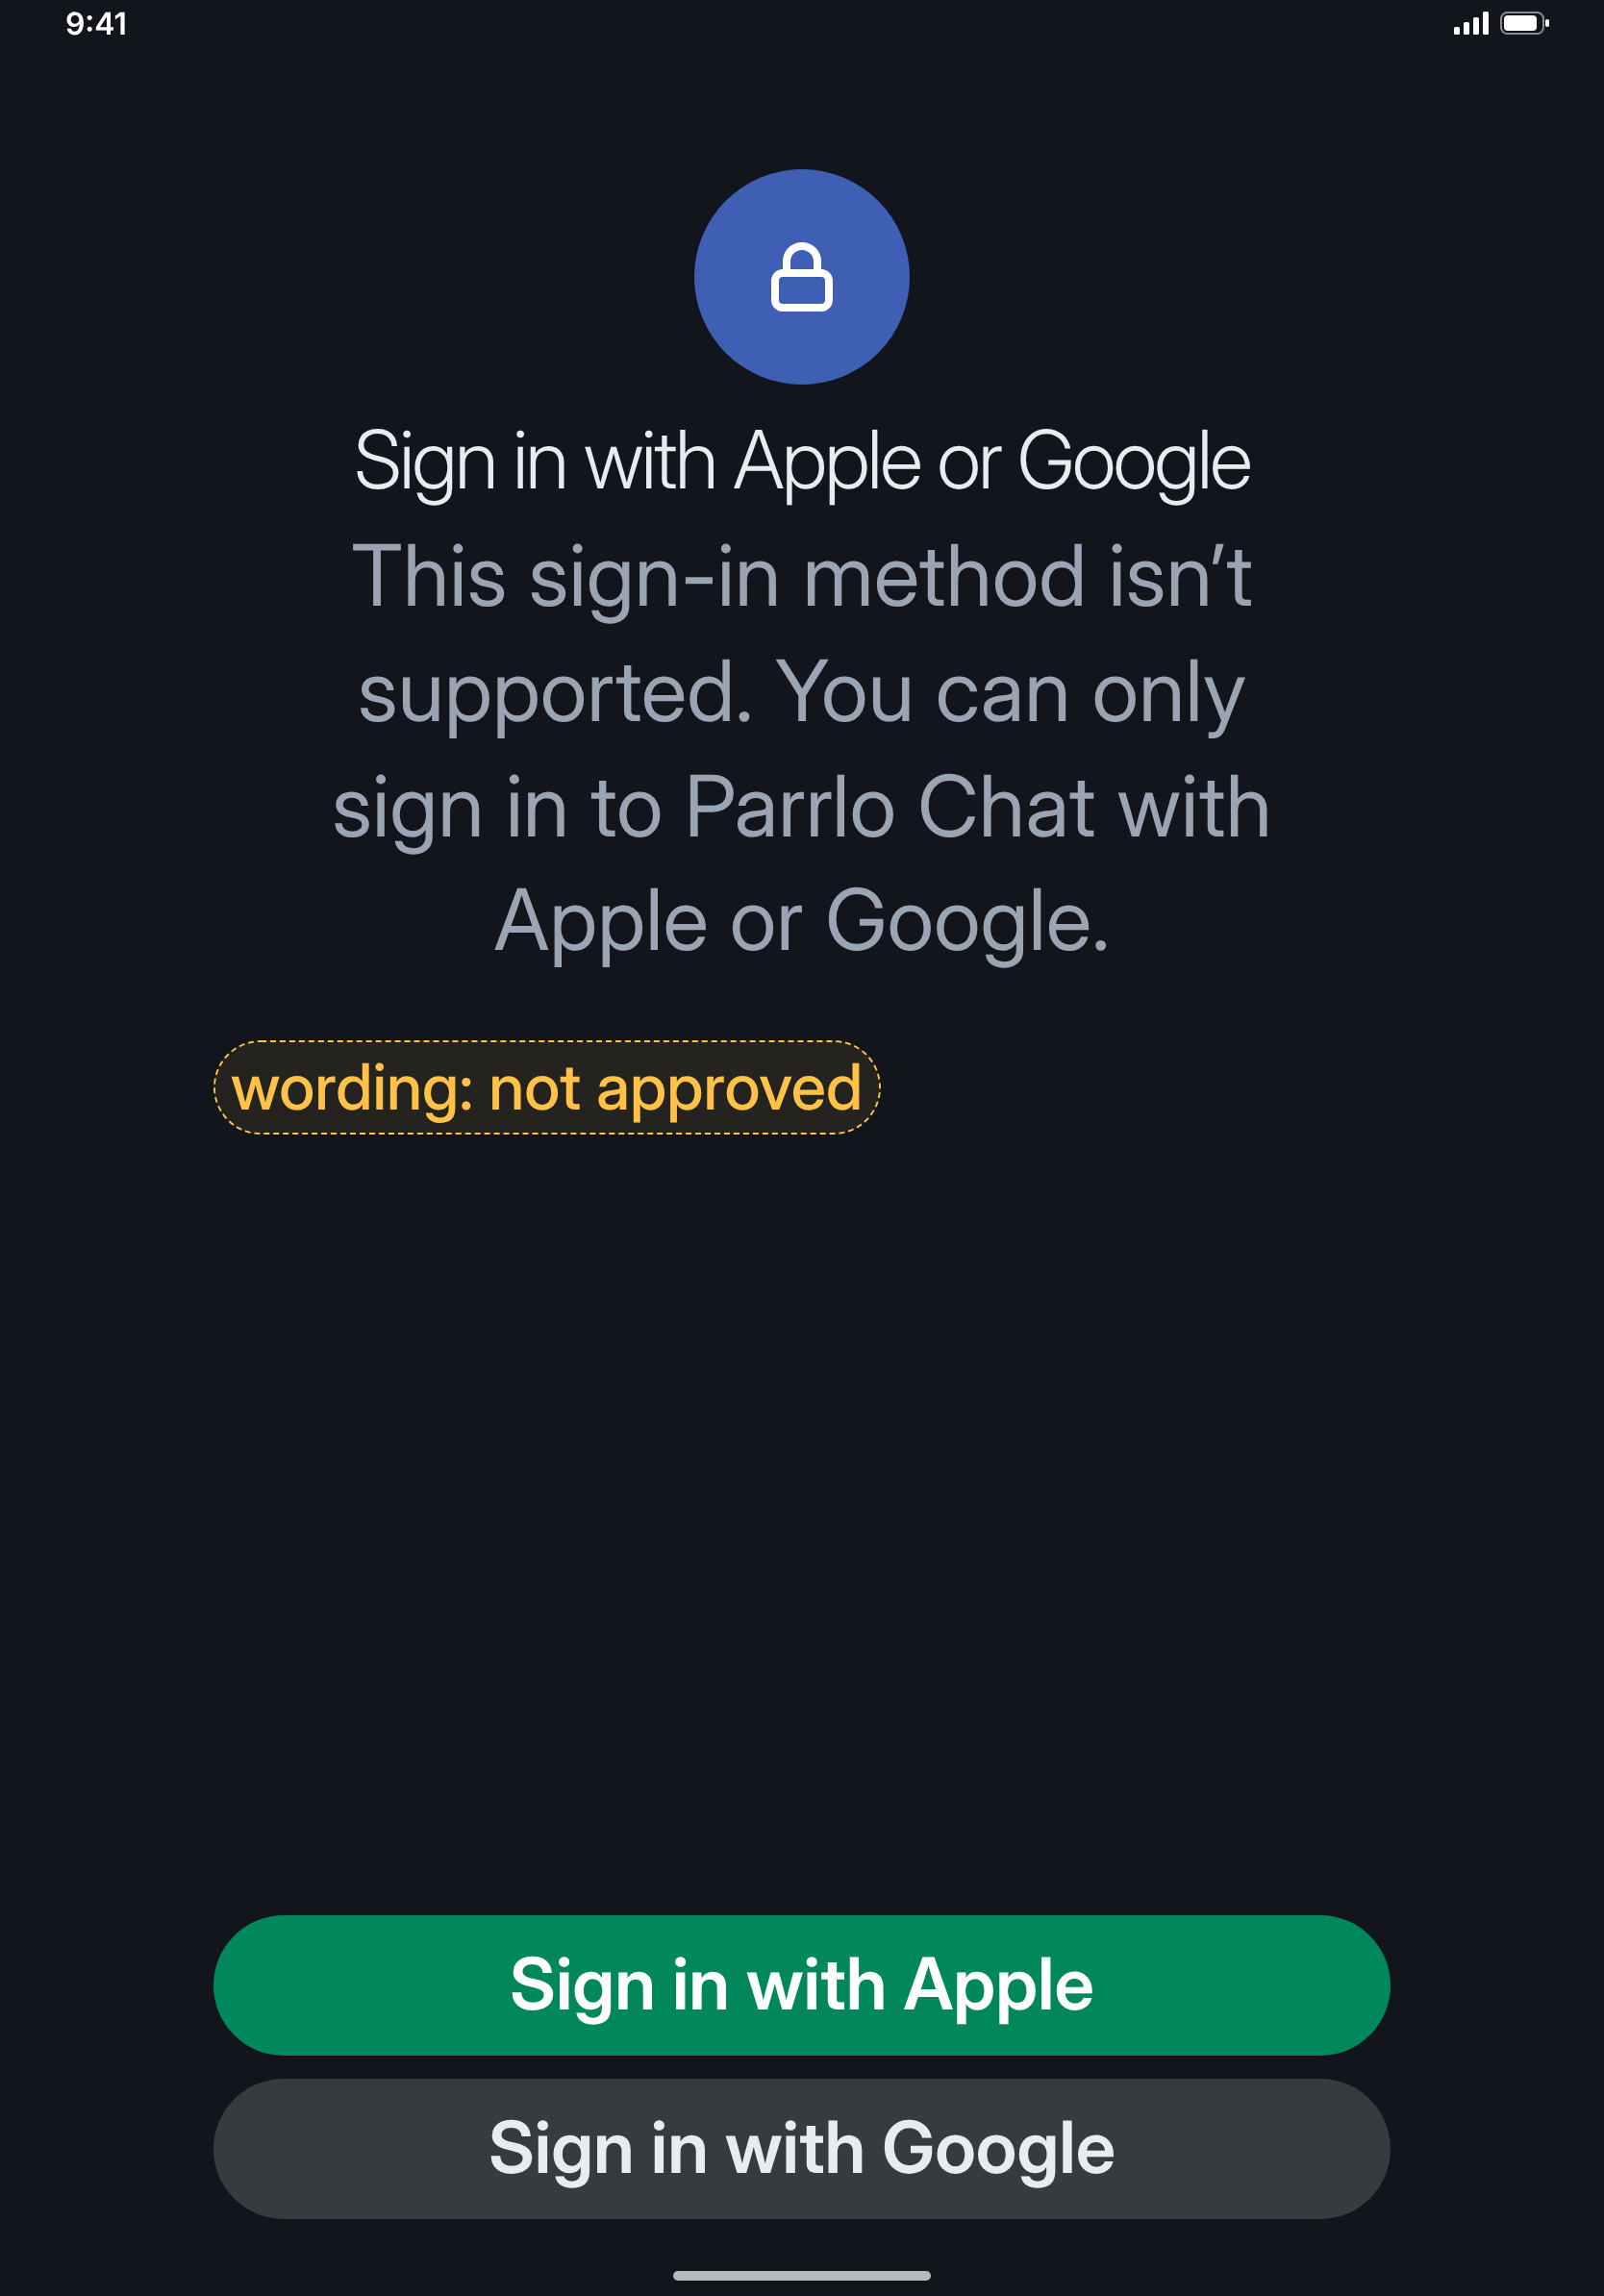 9:41
Sign in with Apple or Google
This sign-in method isn’t
supported. You can only
sign in to Parrlo Chat with
Apple or Google.
wording: not approved
Sign in with Apple
Sign in with Google